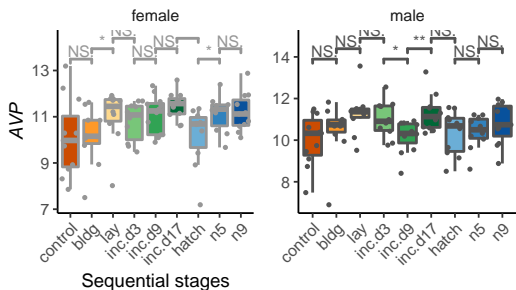 female
male
NS. * NS. NS. NS. NS. * NS.
NS. NS. NS. * ** NS. NS. NS.
AVP
13
11
9
7
14
12
10
8
control
bldg
lay
inc.d3
inc.d9
inc.d17
hatch
n5
n9
control
bldg
lay
inc.d3
inc.d9
inc.d17
hatch
n5
n9
Sequential stages